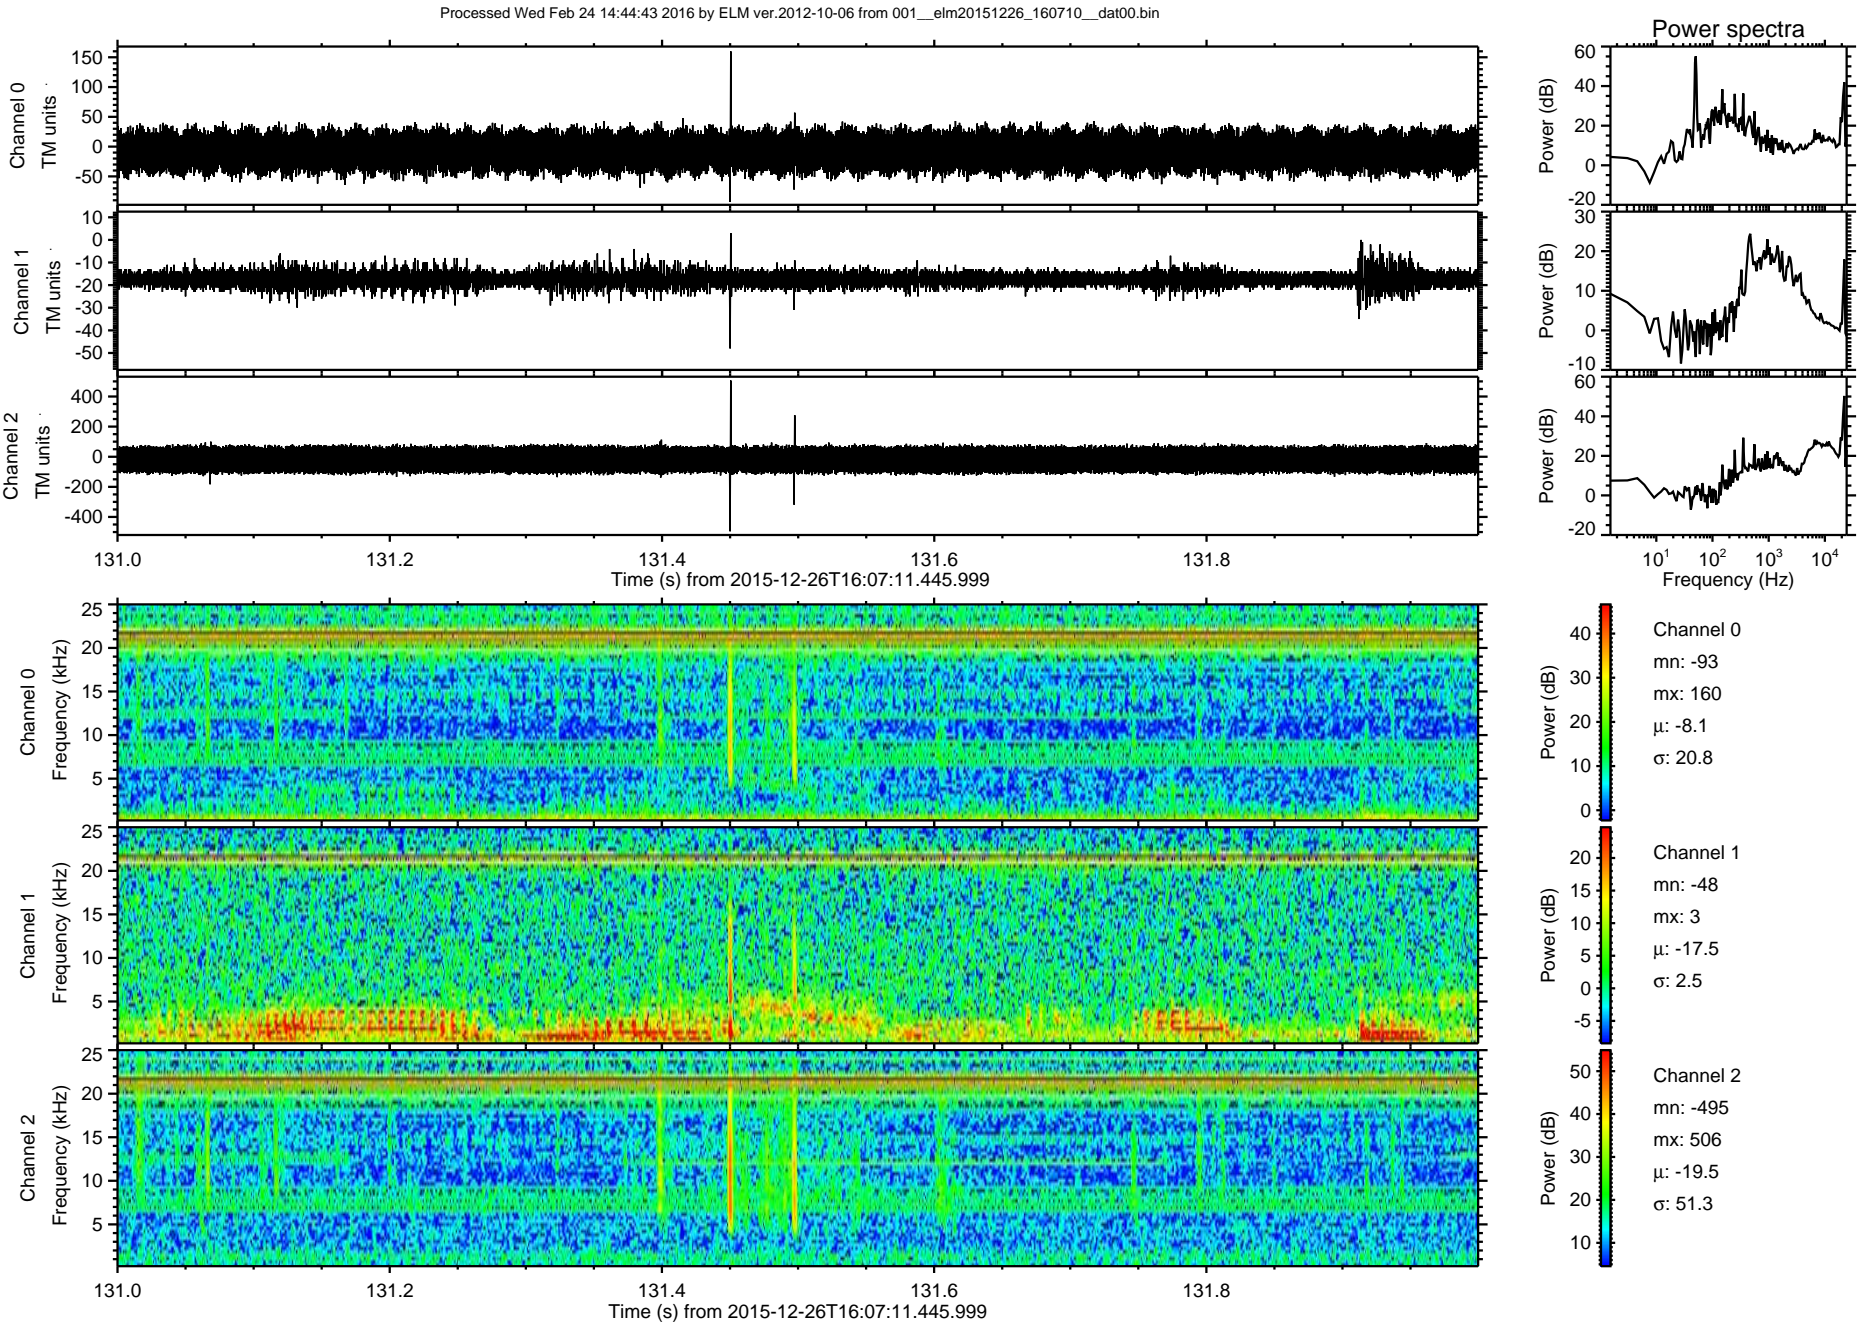 Processed Wed Feb 24 14:44:43 2016 by ELM ver.2012-10-06 from 001__elm20151226_160710__dat00.bin
Power spectra
Channel 0
TM units
150
100
50
0
-50
Power (dB)
60
40
20
0
-20
Channel 1
TM units
10
0
-10
-20
-30
-40
-50
Power (dB)
30
20
10
0
-10
Channel 2
TM units
400
200
0
-200
-400
Power (dB)
60
40
20
0
-20
131.0 131.2 131.4 131.6 131.8
Time (s) from 2015-12-26T16:07:11.445.999
10^1 10^2 10^3 10^4
Frequency (Hz)
Channel 0
Frequency (kHz)
25
20
15
10
5
Power (dB)
40
30
20
10
0
Channel 0
mn: -93
mx: 160
μ: -8.1
σ: 20.8
Channel 1
Frequency (kHz)
25
20
15
10
5
Power (dB)
20
15
10
5
0
-5
Channel 1
mn: -48
mx: 3
μ: -17.5
σ: 2.5
Channel 2
Frequency (kHz)
25
20
15
10
5
Power (dB)
50
40
30
20
10
Channel 2
mn: -495
mx: 506
μ: -19.5
σ: 51.3
131.0 131.2 131.4 131.6 131.8
Time (s) from 2015-12-26T16:07:11.445.999